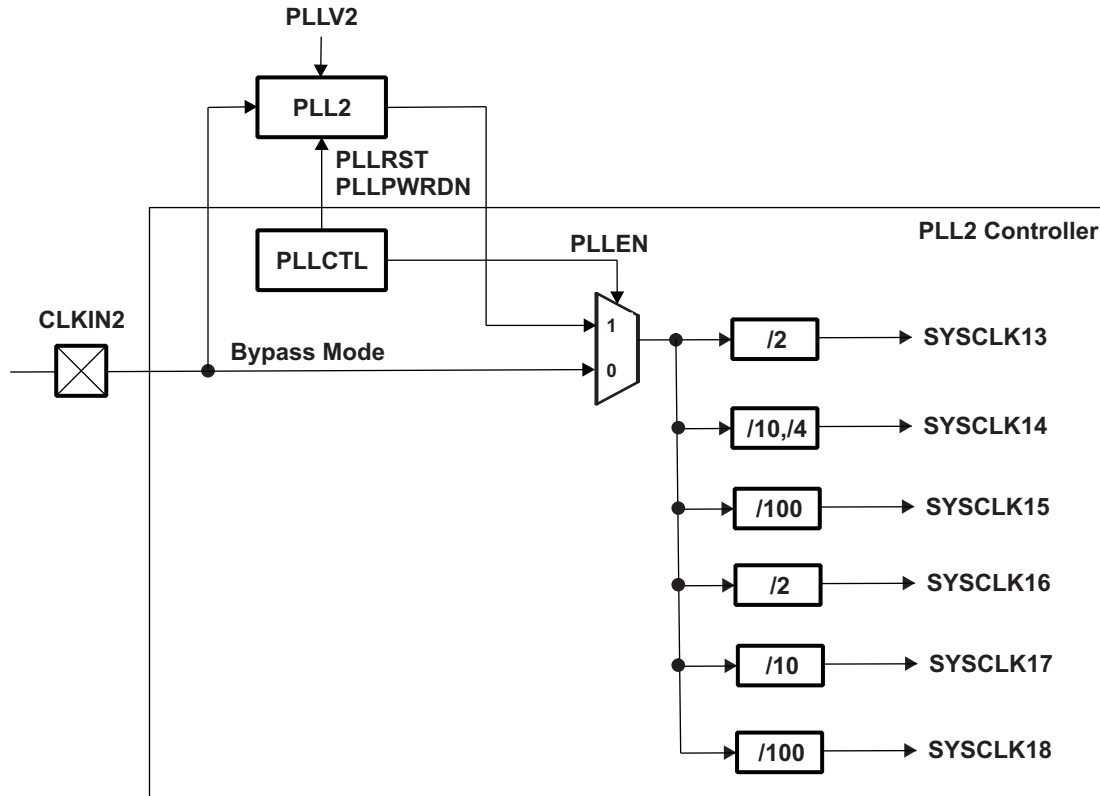 PLLV2
PLL2
PLLRST
PLLPWRDN
PLL2 Controller
PLLCTL
PLLEN
CLKIN2
Bypass Mode
1
0
/2
SYSCLK13
/10,/4
SYSCLK14
/100
SYSCLK15
/2
SYSCLK16
/10
SYSCLK17
/100
SYSCLK18